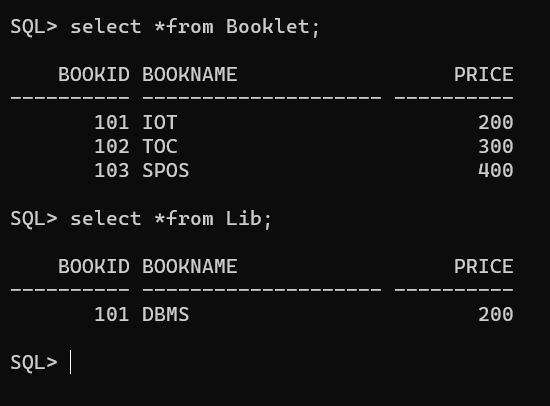 SQL> select *from Booklet;
    BOOKID BOOKNAME                  PRICE
---------- -------------------- ----------
       101 IOT                         200
       102 TOC                         300
       103 SPOS                        400
SQL> select *from Lib;
    BOOKID BOOKNAME                  PRICE
---------- -------------------- ----------
       101 DBMS                        200
SQL>